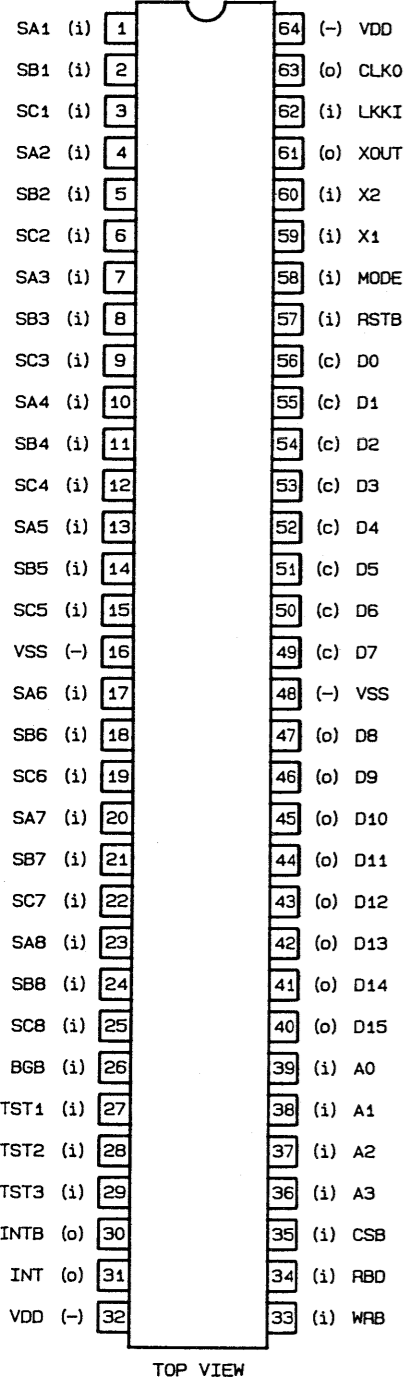 SA1 (i) 1 64 (-) VDD
SB1 (i) 2 63 (o) CLKO
SC1 (i) 3 62 (i) LKKI
SA2 (i) 4 61 (o) XOUT
SB2 (i) 5 60 (i) X2
SC2 (i) 6 59 (i) X1
SA3 (i) 7 58 (i) MODE
SB3 (i) 8 57 (i) RSTB
SC3 (i) 9 56 (c) D0
SA4 (i) 10 55 (c) D1
SB4 (i) 11 54 (c) D2
SC4 (i) 12 53 (c) D3
SA5 (i) 13 52 (c) D4
SB5 (i) 14 51 (c) D5
SC5 (i) 15 50 (c) D6
VSS (-) 16 49 (c) D7
SA6 (i) 17 48 (-) VSS
SB6 (i) 18 47 (o) D8
SC6 (i) 19 46 (o) D9
SA7 (i) 20 45 (o) D10
SB7 (i) 21 44 (o) D11
SC7 (i) 22 43 (o) D12
SA8 (i) 23 42 (o) D13
SB8 (i) 24 41 (o) D14
SC8 (i) 25 40 (o) D15
BGB (i) 26 39 (i) A0
TST1 (i) 27 38 (i) A1
TST2 (i) 28 37 (i) A2
TST3 (i) 29 36 (i) A3
INTB (o) 30 35 (i) CSB
INT (o) 31 34 (i) RBD
VDD (-) 32 33 (i) WRB
TOP VIEW